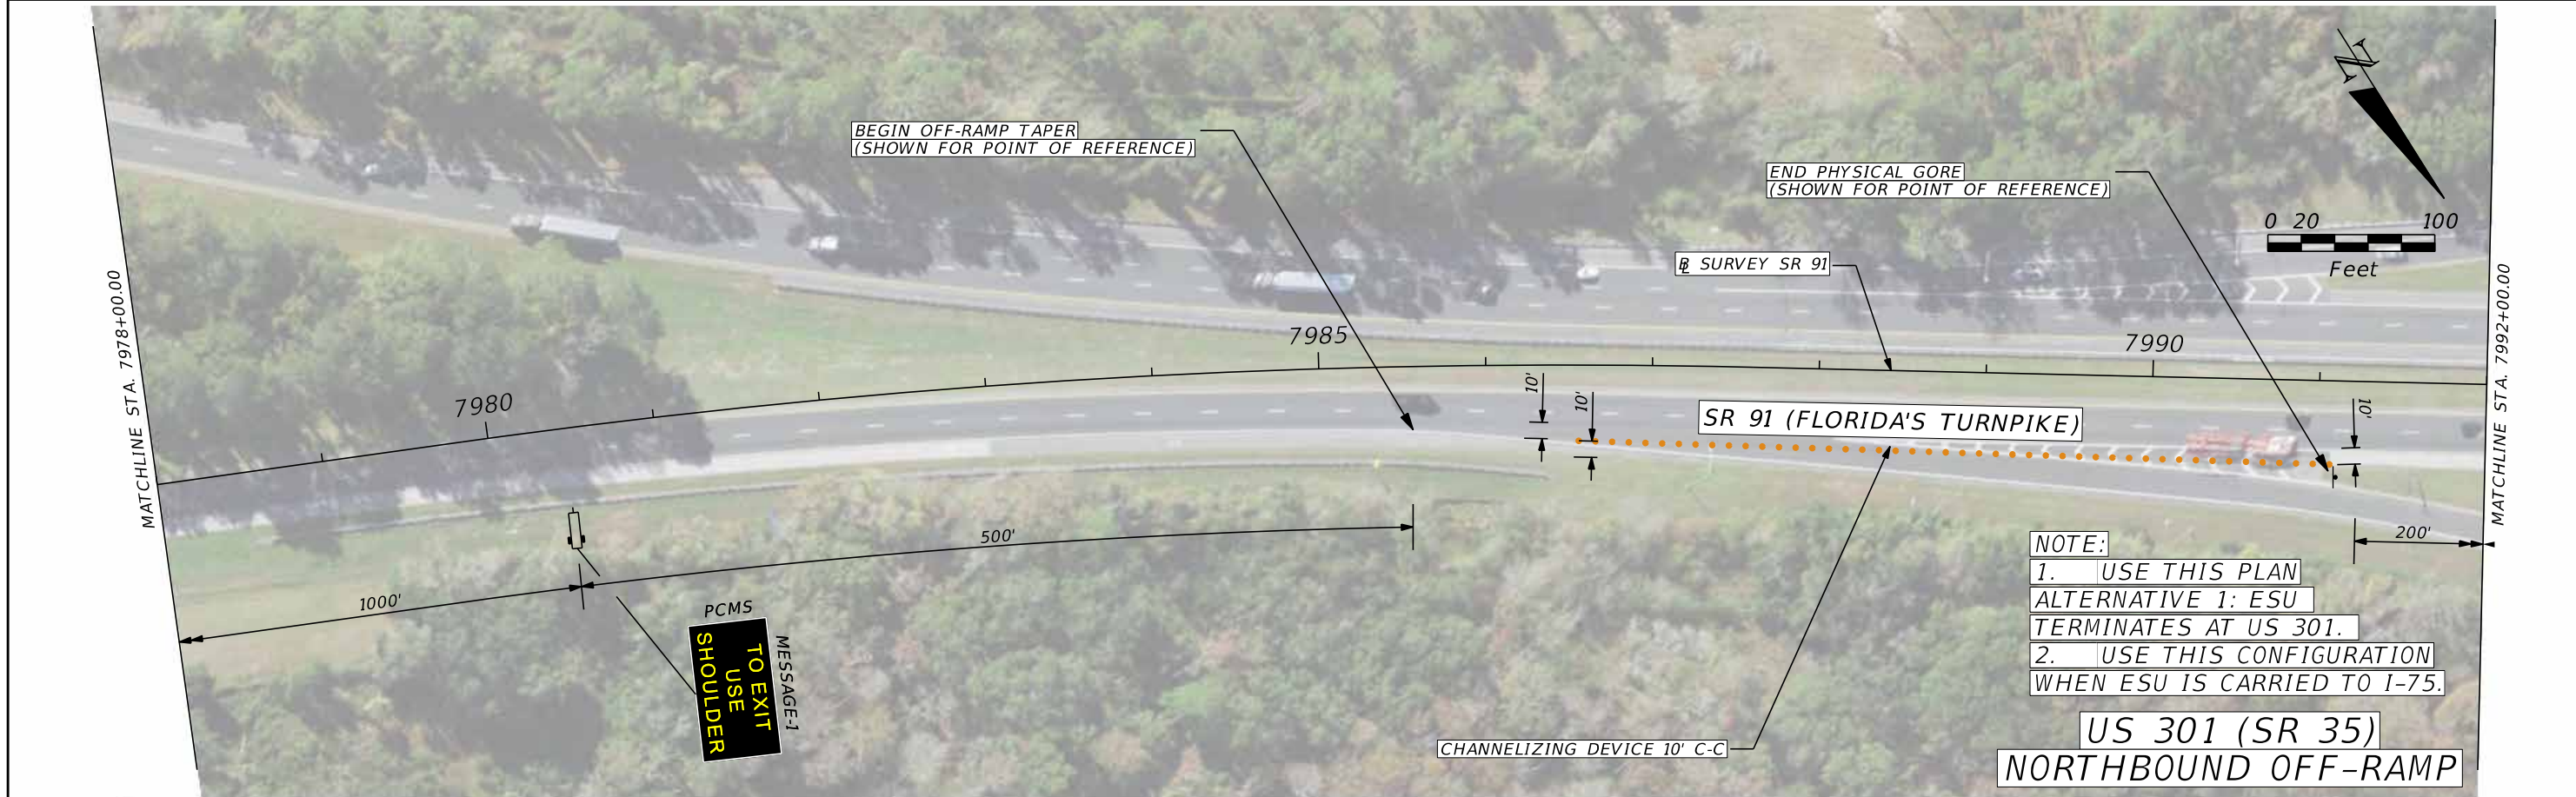 BEGIN OFF-RAMP TAPER
(SHOWN FOR POINT OF REFERENCE)
END PHYSICAL GORE
(SHOWN FOR POINT OF REFERENCE)
N
0 20 100
Feet
BL SURVEY SR 91
MATCHLINE STA. 7978+00.00
MATCHLINE STA. 7992+00.00
7980
7985
7990
10'
10'
10'
SR 91 (FLORIDA'S TURNPIKE)
500'
1000'
200'
PCMS
MESSAGE-1
TO EXIT
USE
SHOULDER
CHANNELIZING DEVICE 10' C-C
NOTE:
1. USE THIS PLAN
ALTERNATIVE 1: ESU
TERMINATES AT US 301.
2. USE THIS CONFIGURATION
WHEN ESU IS CARRIED TO I-75.
US 301 (SR 35)
NORTHBOUND OFF-RAMP